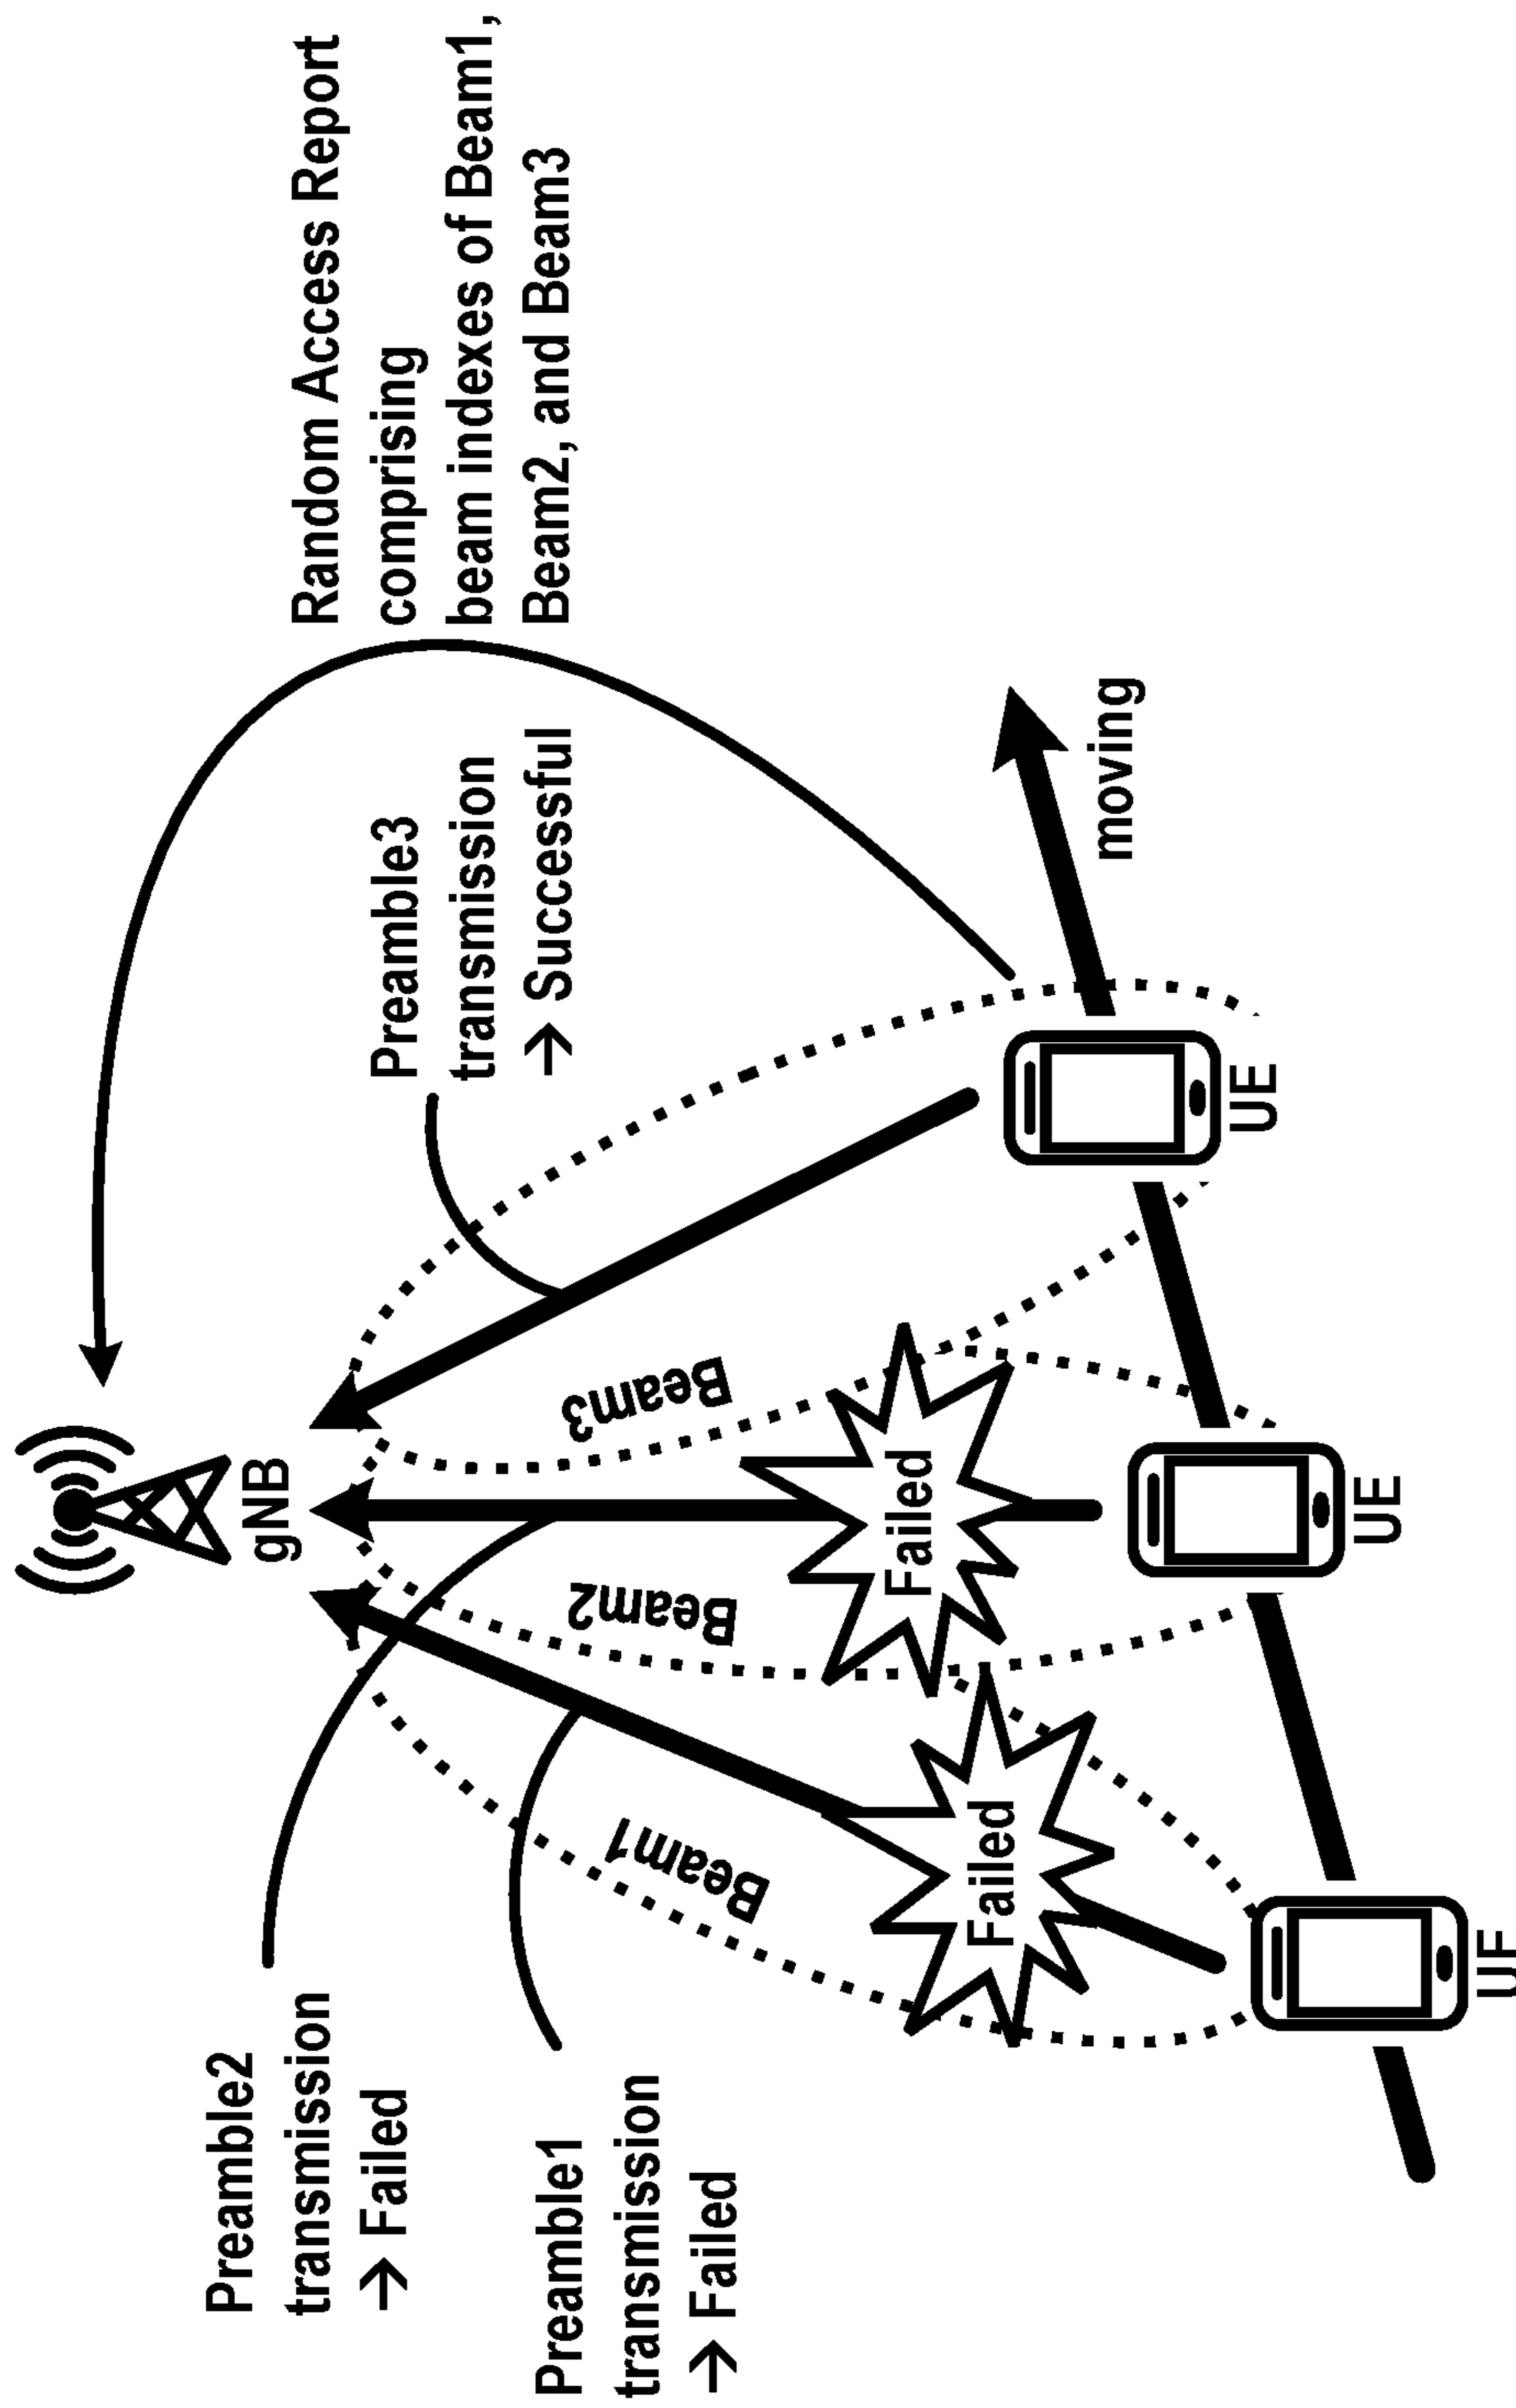 gNB
Preamble2
transmission
→ Failed
Preamble1
transmission
→ Failed
Preamble3
transmission
→ Successful
Random Access Report
comprising
beam indexes of Beam1,
Beam2, and Beam3
Beam1
Beam2
Beam3
Failed
Failed
UE
UE
UE
moving